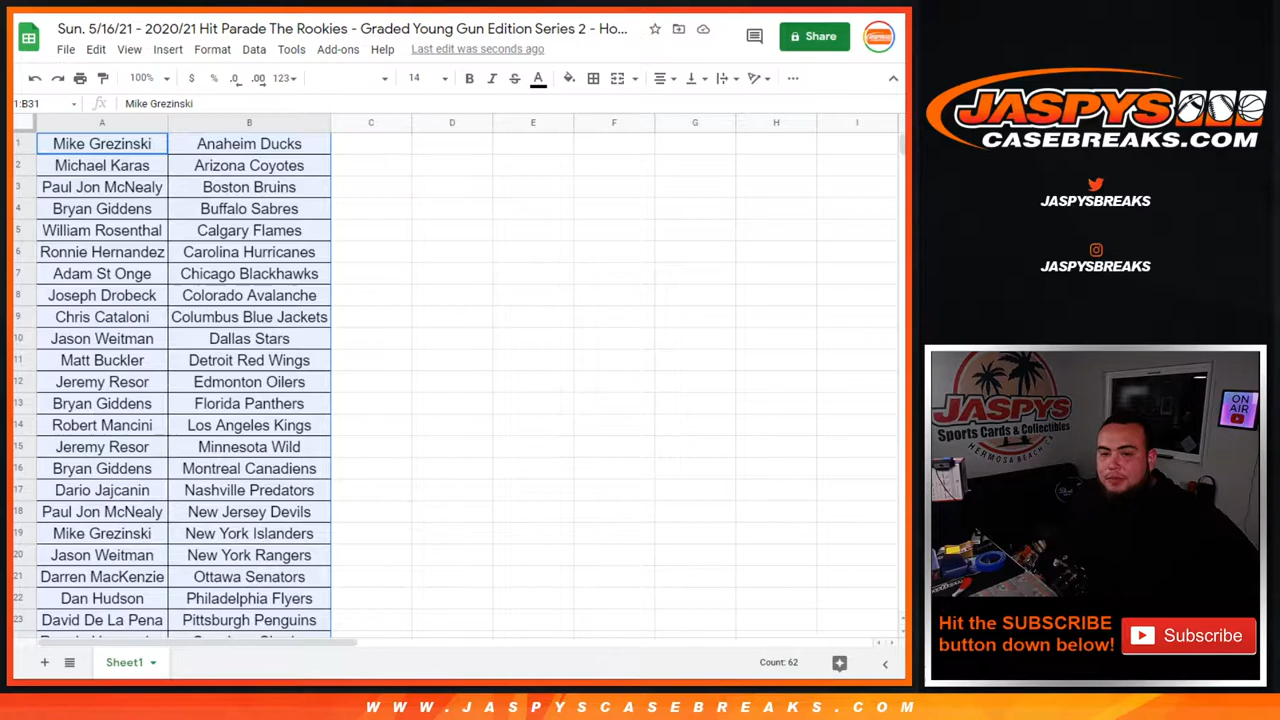 Sun. 5/16/21 - 2020/21 Hit Parade The Rookies - Graded Young Gun Edition Series 2 - Ho...
Share
File Edit View Insert Format Data Tools Add-ons Help Last edit was seconds ago
100% $ % .0 .00 123 14 B I S A
1:B31 fx Mike Grezinski
A B C D E F G H I
1 Mike Grezinski Anaheim Ducks
2 Michael Karas Arizona Coyotes
3 Paul Jon McNealy Boston Bruins
4 Bryan Giddens Buffalo Sabres
5 William Rosenthal Calgary Flames
6 Ronnie Hernandez Carolina Hurricanes
7 Adam St Onge Chicago Blackhawks
8 Joseph Drobeck Colorado Avalanche
9 Chris Cataloni Columbus Blue Jackets
10 Jason Weitman Dallas Stars
11 Matt Buckler Detroit Red Wings
12 Jeremy Resor Edmonton Oilers
13 Bryan Giddens Florida Panthers
14 Robert Mancini Los Angeles Kings
15 Jeremy Resor Minnesota Wild
16 Bryan Giddens Montreal Canadiens
17 Dario Jajcanin Nashville Predators
18 Paul Jon McNealy New Jersey Devils
19 Mike Grezinski New York Islanders
20 Jason Weitman New York Rangers
21 Darren MacKenzie Ottawa Senators
22 Dan Hudson Philadelphia Flyers
23 David De La Pena Pittsburgh Penguins
Sheet1
Count: 62
JASPYS
CASEBREAKS.COM
JASPYSBREAKS
JASPYSBREAKS
JASPYS
Sports Cards & Collectibles
HERMOSA BEACH, CA
ON
AIR
Hit the SUBSCRIBE
button down below!
Subscribe
WWW.JASPYSCASEBREAKS.COM